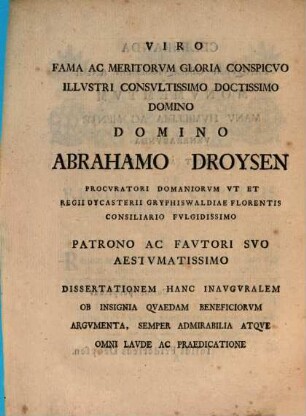 VIRO
FAMA AC MERITORVM GLORIA CONSPICVO
ILLVSTRI CONSVLTISSIMO DOCTISSIMO
DOMINO
DOMINO
ABRAHAMO DROYSEN
PROCVRATORI DOMANIORVM VT ET
REGII DYCASTERII GRYPHISWALDIAE FLORENTIS
CONSILIARIO FVLGIDISSIMO
PATRONO AC FAVTORI SVO
AESTVMATISSIMO
DISSERTATIONEM HANC INAVGVRALEM
OB INSIGNIA QVAEDAM BENEFICIORVM
ARGVMENTA, SEMPER ADMIRABILIA ATQVE
OMNI LAVDE AC PRAEDICATIONE